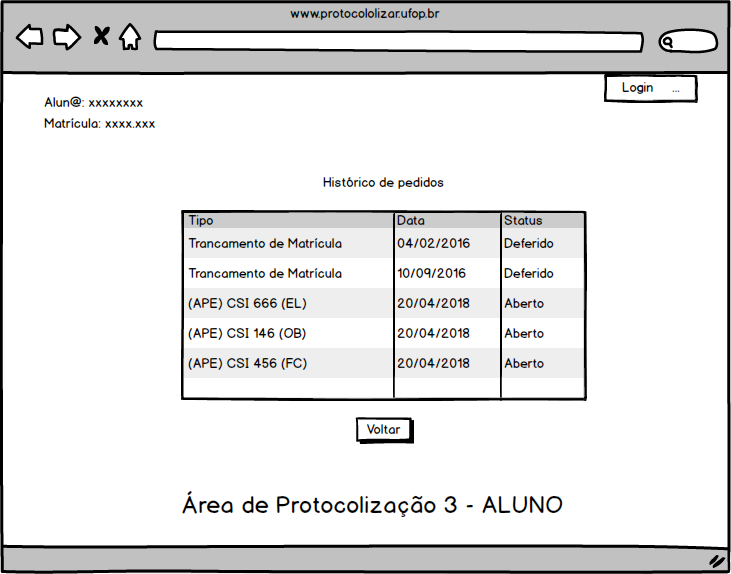 www.protocololizar.ufop.br
Login ...
Alun@: xxxxxxxx
Matrícula: xxxx.xxx
Histórico de pedidos
Tipo Data Status
Trancamento de Matrícula 04/02/2016 Deferido
Trancamento de Matrícula 10/09/2016 Deferido
(APE) CSI 666 (EL) 20/04/2018 Aberto
(APE) CSI 146 (OB) 20/04/2018 Aberto
(APE) CSI 456 (FC) 20/04/2018 Aberto
Voltar
Área de Protocolização 3 - ALUNO